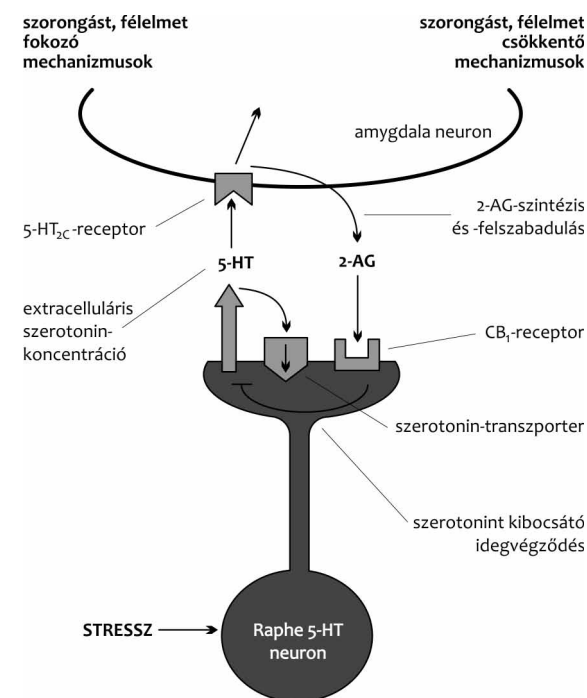 szorongást, félelmet
fokozó
mechanizmusok
szorongást, félelmet
csökkentő
mechanizmusok
amygdala neuron
5-HT2C-receptor
2-AG-szintézis
és -felszabadulás
5-HT
2-AG
extracelluláris
szerotonin-
koncentráció
CB1-receptor
szerotonin-transzporter
szerotonint kibocsátó
idegvégződés
STRESSZ
Raphe 5-HT
neuron